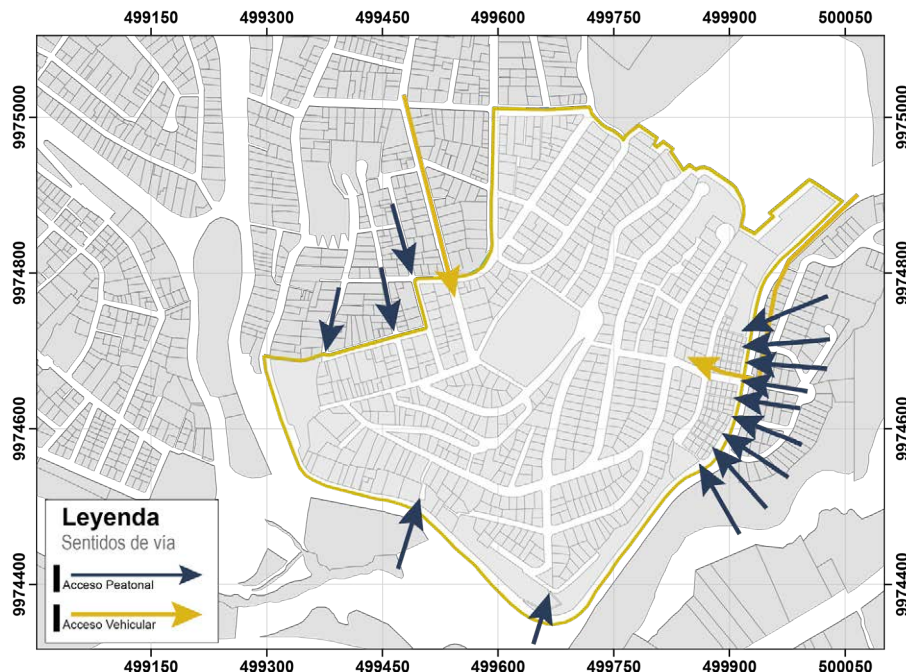 499150 499300 499450 499600 499750 499900 500050
9975000 9975000
9974800 9974800
9974600 9974600
9974400 9974400
Leyenda
Sentidos de vía
Acceso Peatonal
Acceso Vehicular
499150 499300 499450 499600 499750 499900 500050